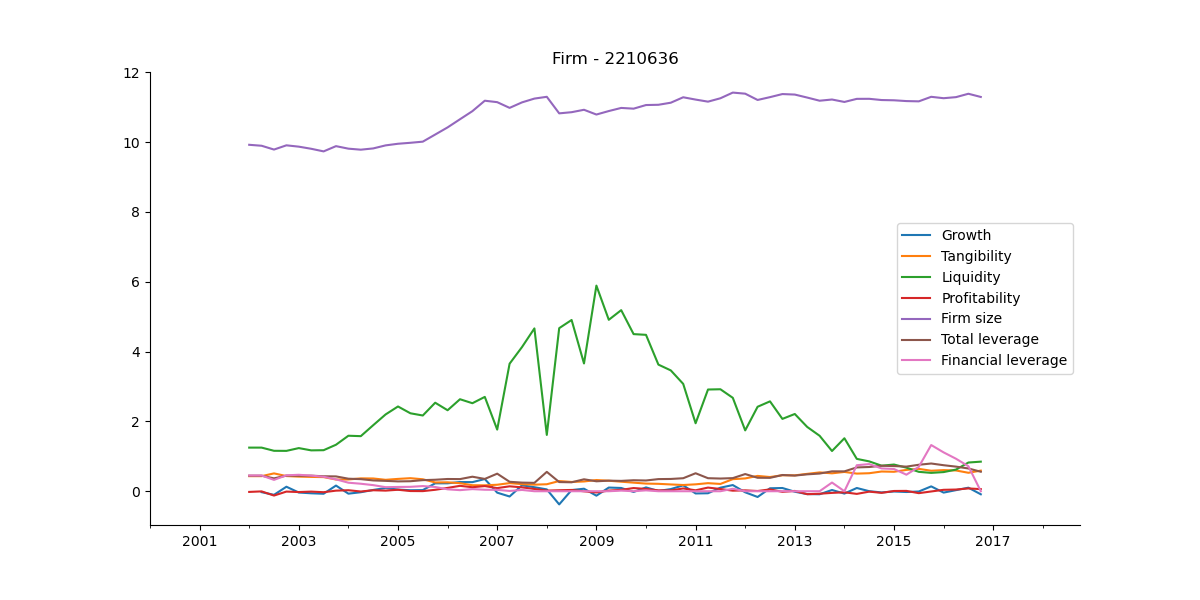 Firm - 2210636
12
10
8
6
4
2
0
Growth
Tangibility
Liquidity
Profitability
Firm size
Total leverage
Financial leverage
2001 2003 2005 2007 2009 2011 2013 2015 2017